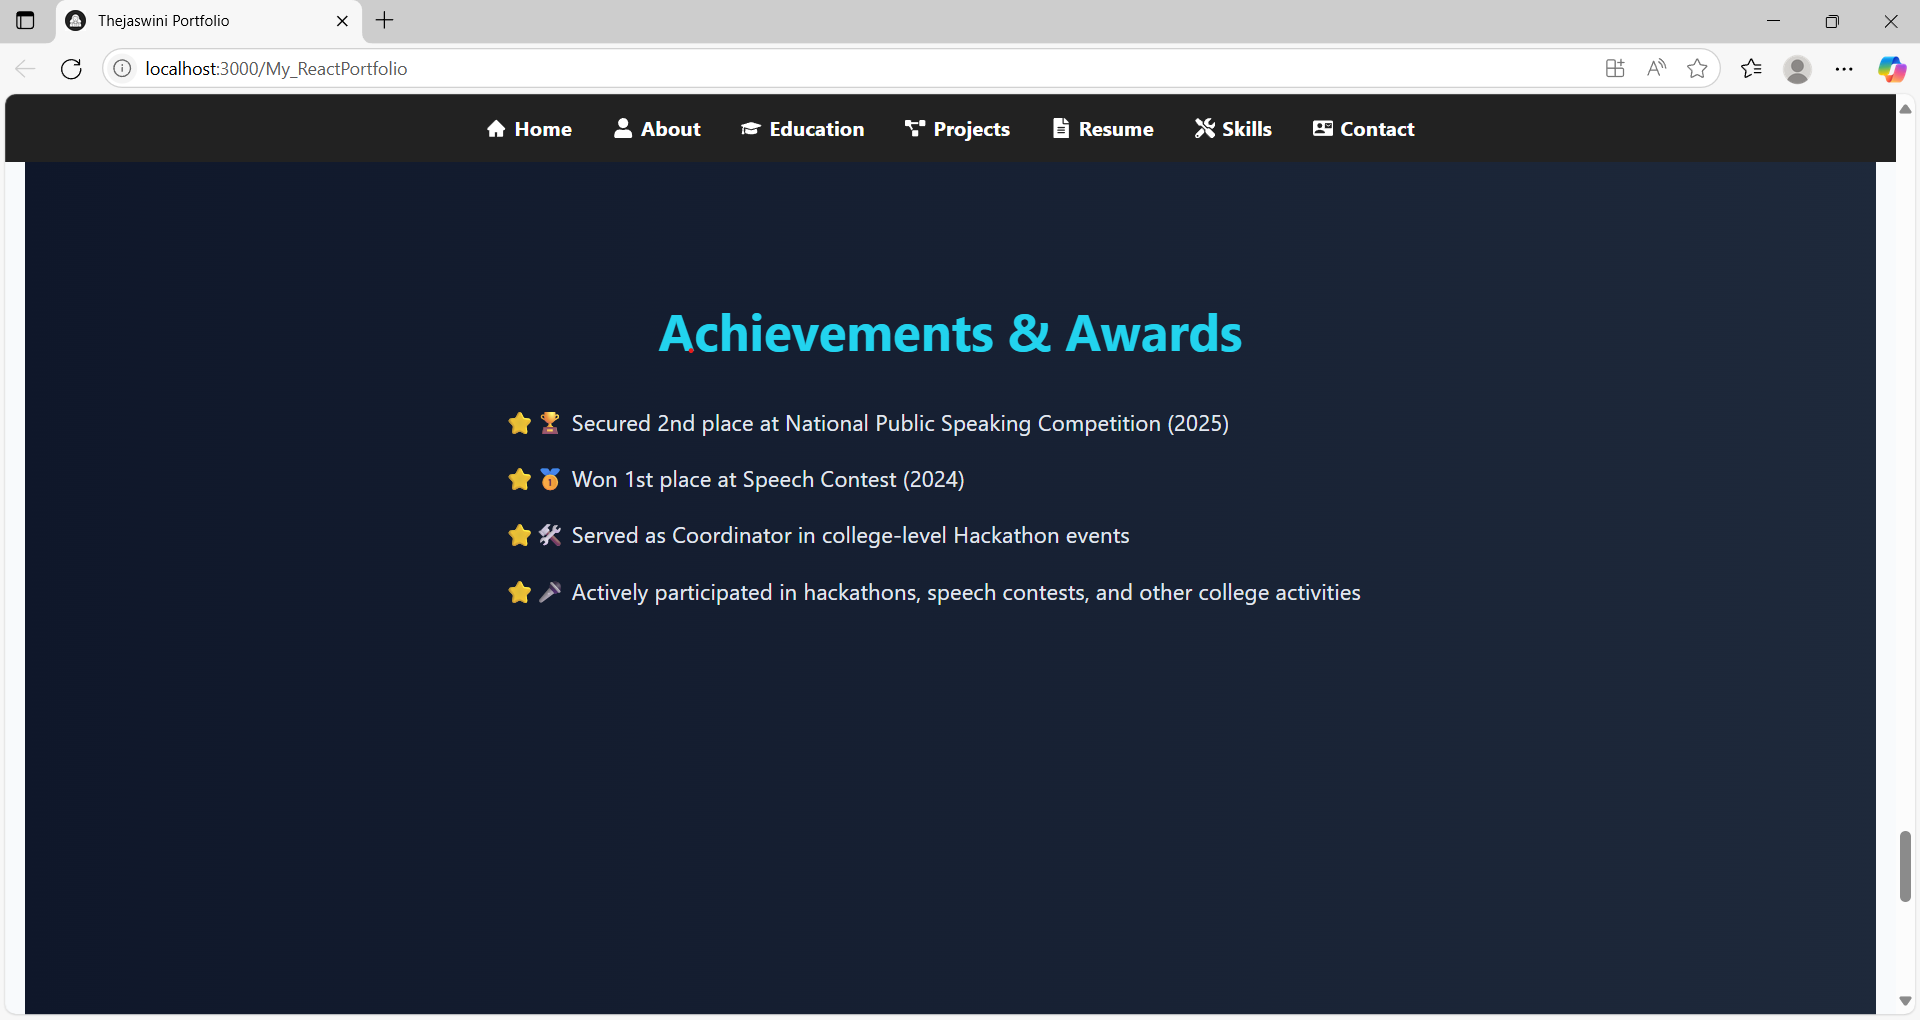 Thejaswini Portfolio
localhost:3000/My_ReactPortfolio
Home About Education Projects Resume Skills Contact
Achievements & Awards
Secured 2nd place at National Public Speaking Competition (2025)
Won 1st place at Speech Contest (2024)
Served as Coordinator in college-level Hackathon events
Actively participated in hackathons, speech contests, and other college activities